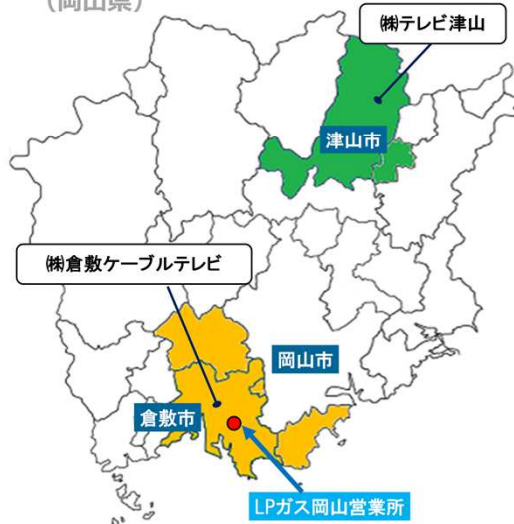 (岡山県)
㈱テレビ津山
津山市
㈱倉敷ケーブルテレビ
岡山市
倉敷市
LPガス岡山営業所